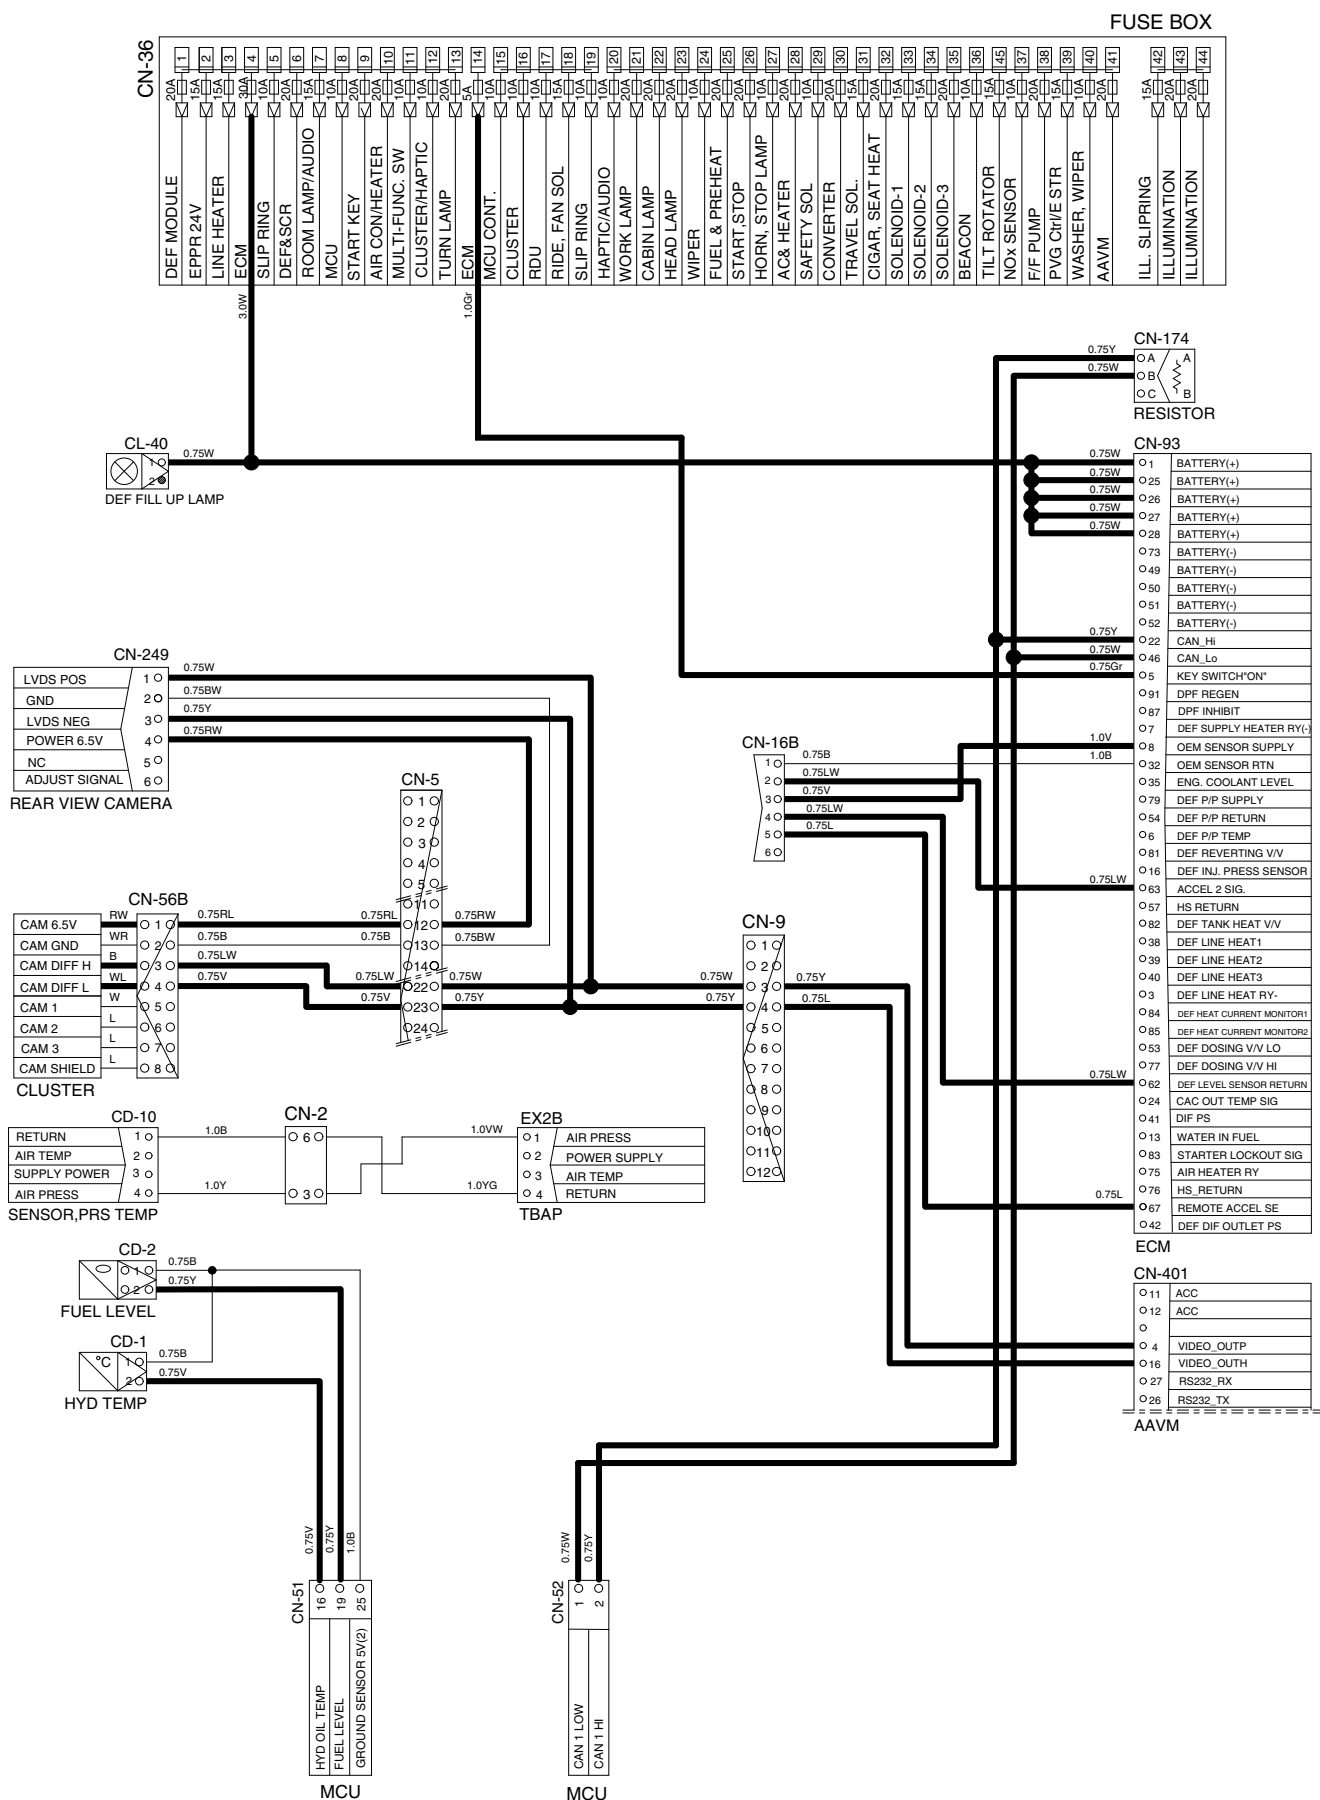 FUSE BOX
CN-36
1 2 3 4 5 6 7 8 9 10 11 12 13 14 15 16 17 18 19 20 21 22 23 24 25 26 27 28 29 30 31 32 33 34 35 36 45 37 38 39 40 41 42 43 44
20A 15A 15A 30A 10A 20A 15A 10A 20A 20A 10A 10A 20A 5A 10A 10A 10A 15A 10A 10A 20A 20A 10A 10A 20A 20A 10A 20A 10A 20A 15A 20A 15A 15A 20A 10A 20A 15A 10A 20A 15A 10A 20A 15A 20A 20A
DEF MODULE
EPPR 24V
LINE HEATER
ECM
SLIP RING
DEF&SCR
ROOM LAMP/AUDIO
MCU
START KEY
AIR CON/HEATER
MULTI-FUNC. SW
CLUSTER/HAPTIC
TURN LAMP
ECM
MCU CONT.
CLUSTER
RDU
RIDE, FAN SOL
SLIP RING
HAPTIC/AUDIO
WORK LAMP
CABIN LAMP
HEAD LAMP
WIPER
FUEL & PREHEAT
START,STOP
HORN, STOP LAMP
AC& HEATER
SAFETY SOL
CONVERTER
TRAVEL SOL.
CIGAR, SEAT HEAT
SOLENOID-1
SOLENOID-2
SOLENOID-3
BEACON
TILT ROTATOR
NOx SENSOR
F/F PUMP
PVG Ctrl/E STR
WASHER, WIPER
AAVM
ILL. SLIPRING
ILLUMINATION
ILLUMINATION
3.0W
1.0Gr
CN-174
0.75Y A A
0.75W B
C B
RESISTOR
CL-40
1 0.75W
2
DEF FILL UP LAMP
CN-93
0.75W 1 BATTERY(+)
0.75W 25 BATTERY(+)
0.75W 26 BATTERY(+)
0.75W 27 BATTERY(+)
0.75W 28 BATTERY(+)
73 BATTERY(-)
49 BATTERY(-)
50 BATTERY(-)
51 BATTERY(-)
52 BATTERY(-)
0.75Y 22 CAN_Hi
0.75W 46 CAN_Lo
0.75Gr 5 KEY SWITCH"ON"
91 DPF REGEN
87 DPF INHIBIT
7 DEF SUPPLY HEATER RY(-)
1.0V 8 OEM SENSOR SUPPLY
1.0B 32 OEM SENSOR RTN
35 ENG. COOLANT LEVEL
79 DEF P/P SUPPLY
54 DEF P/P RETURN
6 DEF P/P TEMP
81 DEF REVERTING V/V
16 DEF INJ. PRESS SENSOR
0.75LW 63 ACCEL 2 SIG.
57 HS RETURN
82 DEF TANK HEAT V/V
38 DEF LINE HEAT1
39 DEF LINE HEAT2
40 DEF LINE HEAT3
3 DEF LINE HEAT RY-
84 DEF HEAT CURRENT MONITOR1
85 DEF HEAT CURRENT MONITOR2
53 DEF DOSING V/V LO
77 DEF DOSING V/V HI
0.75LW 62 DEF LEVEL SENSOR RETURN
24 CAC OUT TEMP SIG
41 DIF PS
13 WATER IN FUEL
83 STARTER LOCKOUT SIG
75 AIR HEATER RY
76 HS_RETURN
0.75L 67 REMOTE ACCEL SE
42 DEF DIF OUTLET PS
ECM
CN-249
LVDS POS 1 0.75W
GND 2 0.75BW
LVDS NEG 3 0.75Y
POWER 6.5V 4 0.75RW
NC 5
ADJUST SIGNAL 6
REAR VIEW CAMERA
CN-16B
1 0.75B
2 0.75LW
3 0.75V
4 0.75LW
5 0.75L
6
CN-5
1
2
3
4
5
11
0.75RL 12 0.75RW
0.75B 13 0.75BW
14
0.75LW 22 0.75W
0.75V 23 0.75Y
24
CN-56B
CAM 6.5V RW 1 0.75RL
CAM GND WR 2 0.75B
CAM DIFF H B 3 0.75LW
CAM DIFF L WL 4 0.75V
CAM 1 W 5
CAM 2 L 6
CAM 3 L 7
CAM SHIELD L 8
CLUSTER
CN-9
1
2
0.75W 3 0.75Y
0.75Y 4 0.75L
5
6
7
8
9
10
11
12
CD-10
RETURN 1 1.0B
AIR TEMP 2
SUPPLY POWER 3
AIR PRESS 4 1.0Y
SENSOR,PRS TEMP
CN-2
6
3
EX2B
1.0VW 1 AIR PRESS
2 POWER SUPPLY
3 AIR TEMP
1.0YG 4 RETURN
TBAP
CD-2
1 0.75B
2 0.75Y
FUEL LEVEL
CD-1
°C 1 0.75B
2 0.75V
HYD TEMP
CN-401
11 ACC
12 ACC
4 VIDEO_OUTP
16 VIDEO_OUTH
27 RS232_RX
26 RS232_TX
AAVM
CN-51
0.75V 16 HYD OIL TEMP
0.75Y 19 FUEL LEVEL
1.0B 25 GROUND SENSOR 5V(2)
MCU
CN-52
0.75W 1 CAN 1 LOW
0.75Y 2 CAN 1 HI
MCU